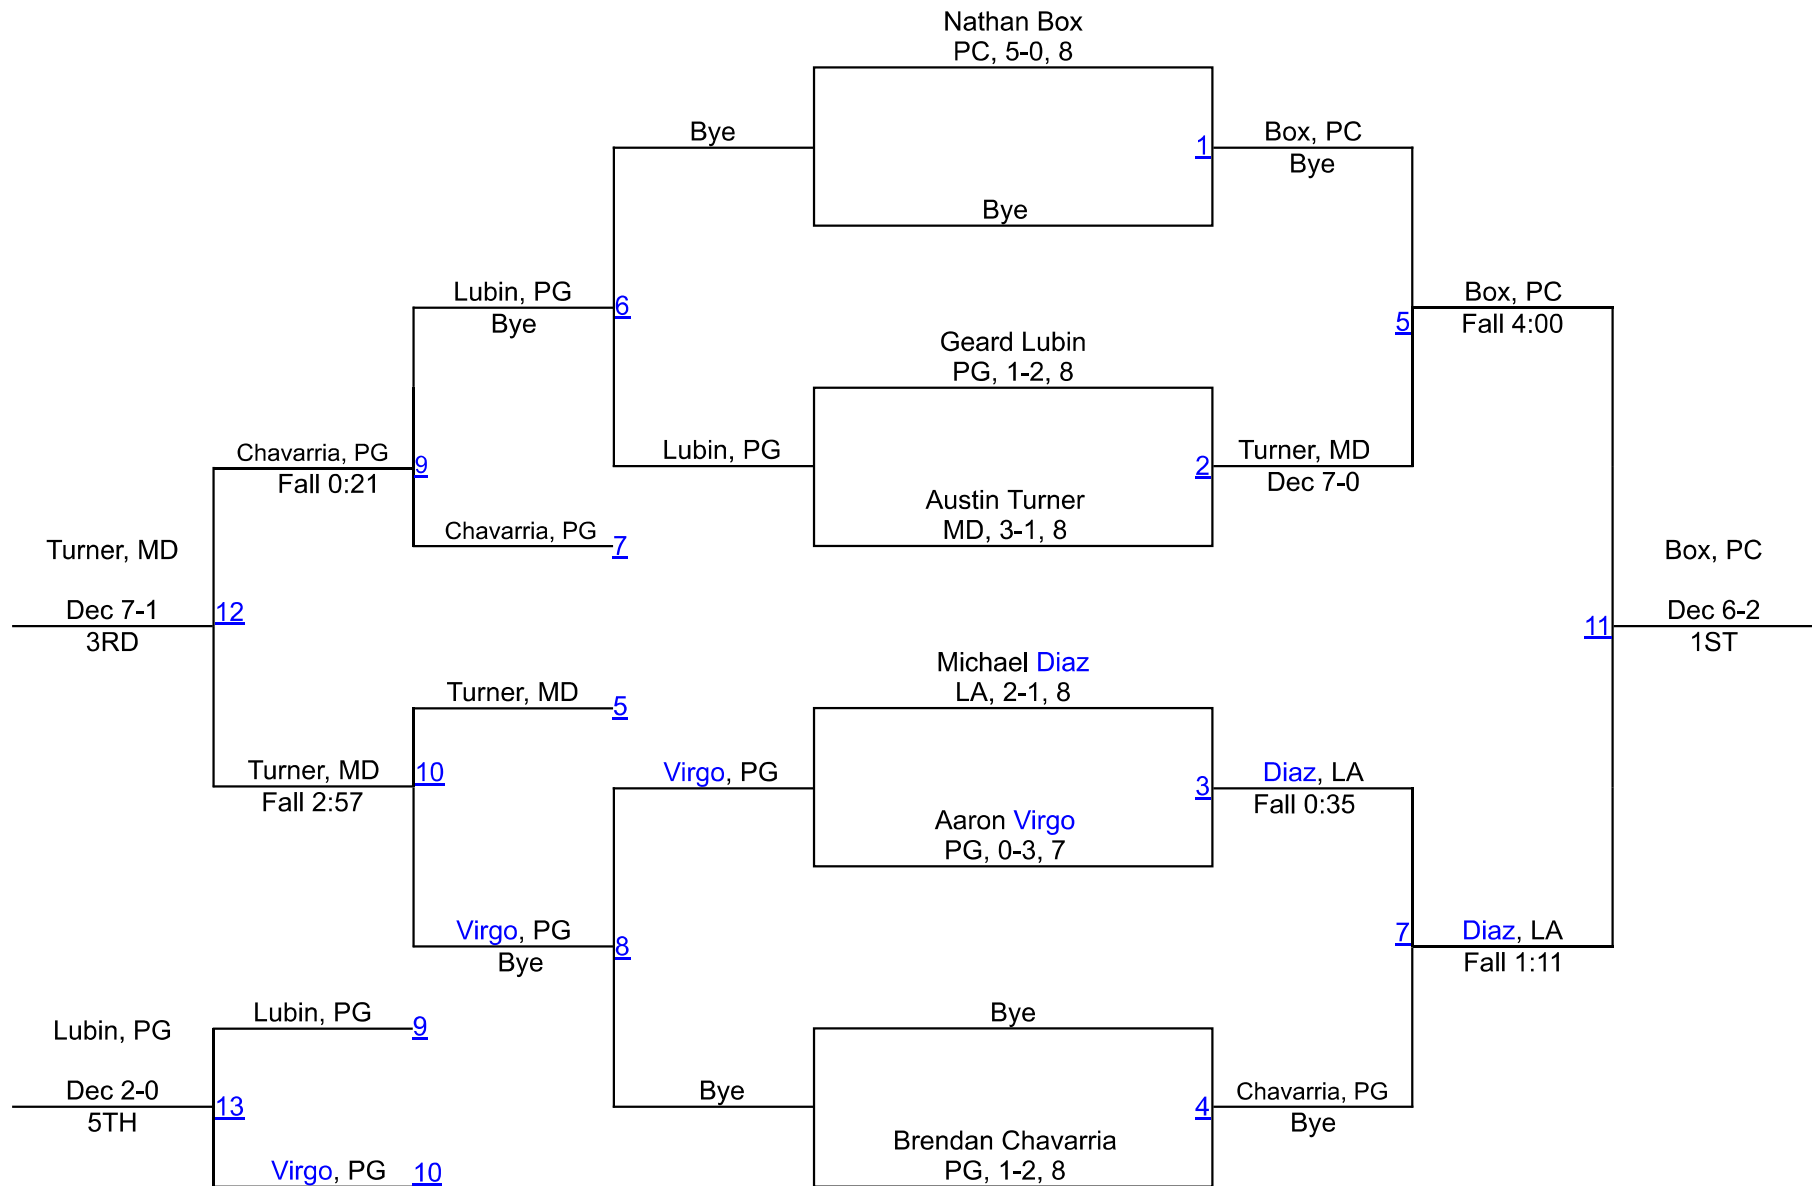 Nathan Box
PC, 5-0, 8
Bye
1
Box, PC
Bye
Bye
Lubin, PG
Bye
6
Box, PC
Fall 4:00
5
Geard Lubin
PG, 1-2, 8
Chavarria, PG
Fall 0:21
9
Lubin, PG
2
Turner, MD
Dec 7-0
Austin Turner
MD, 3-1, 8
Chavarria, PG
7
Turner, MD
Dec 7-1
3RD
12
Box, PC
Dec 6-2
1ST
11
Michael Diaz
LA, 2-1, 8
Turner, MD
5
Turner, MD
Fall 2:57
10
Virgo, PG
3
Diaz, LA
Fall 0:35
Aaron Virgo
PG, 0-3, 7
Virgo, PG
Bye
8
7
Diaz, LA
Fall 1:11
Lubin, PG
9
Bye
Lubin, PG
Dec 2-0
5TH
13
Bye
4
Chavarria, PG
Bye
Brendan Chavarria
PG, 1-2, 8
Virgo, PG
10